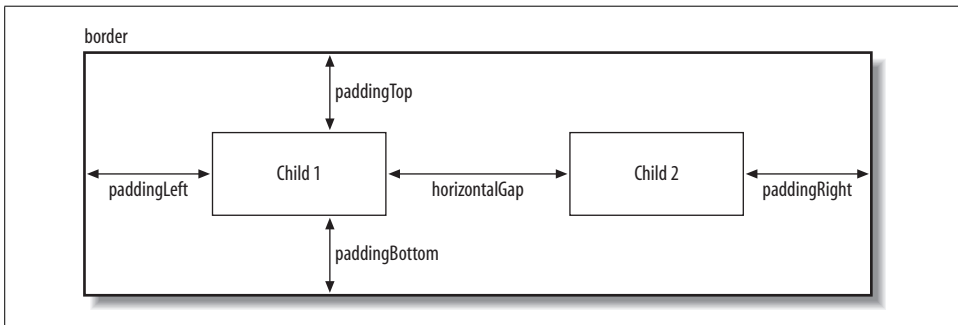 border
paddingTop
Child 1
Child 2
paddingLeft
horizontalGap
paddingRight
paddingBottom